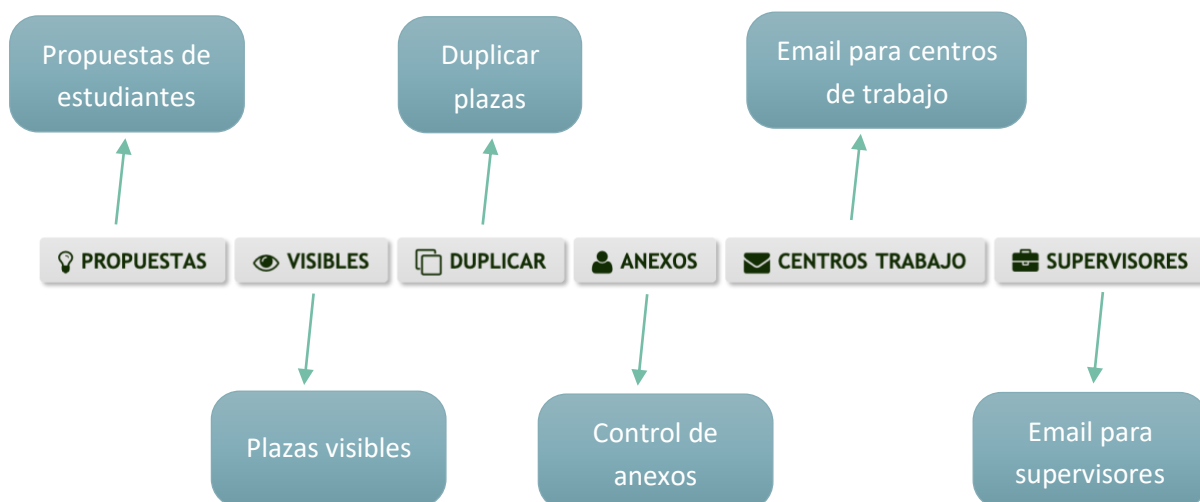 Propuestas de
estudiantes
Duplicar
plazas
Email para centros
de trabajo
PROPUESTAS
VISIBLES
DUPLICAR
ANEXOS
CENTROS TRABAJO
SUPERVISORES
Plazas visibles
Control de
anexos
Email para
supervisores